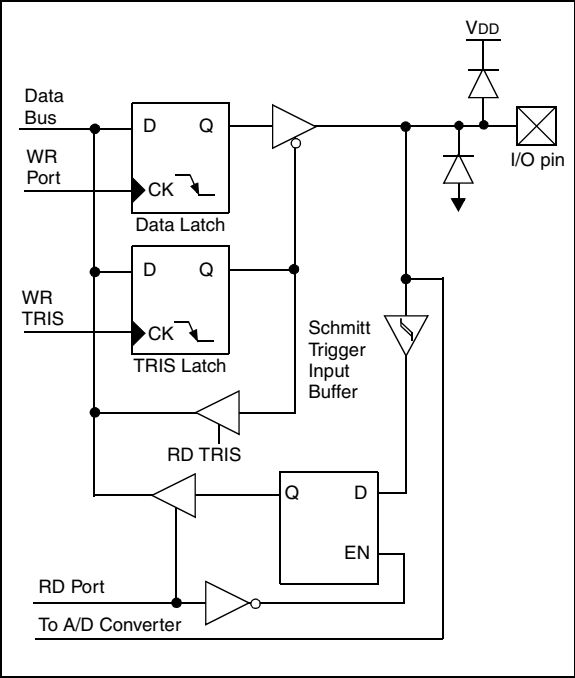 VDD
Data
Bus
D Q
I/O pin
WR
Port
CK
Data Latch
D Q
WR
TRIS
CK
TRIS Latch
Schmitt
Trigger
Input
Buffer
RD TRIS
Q D
EN
RD Port
To A/D Converter